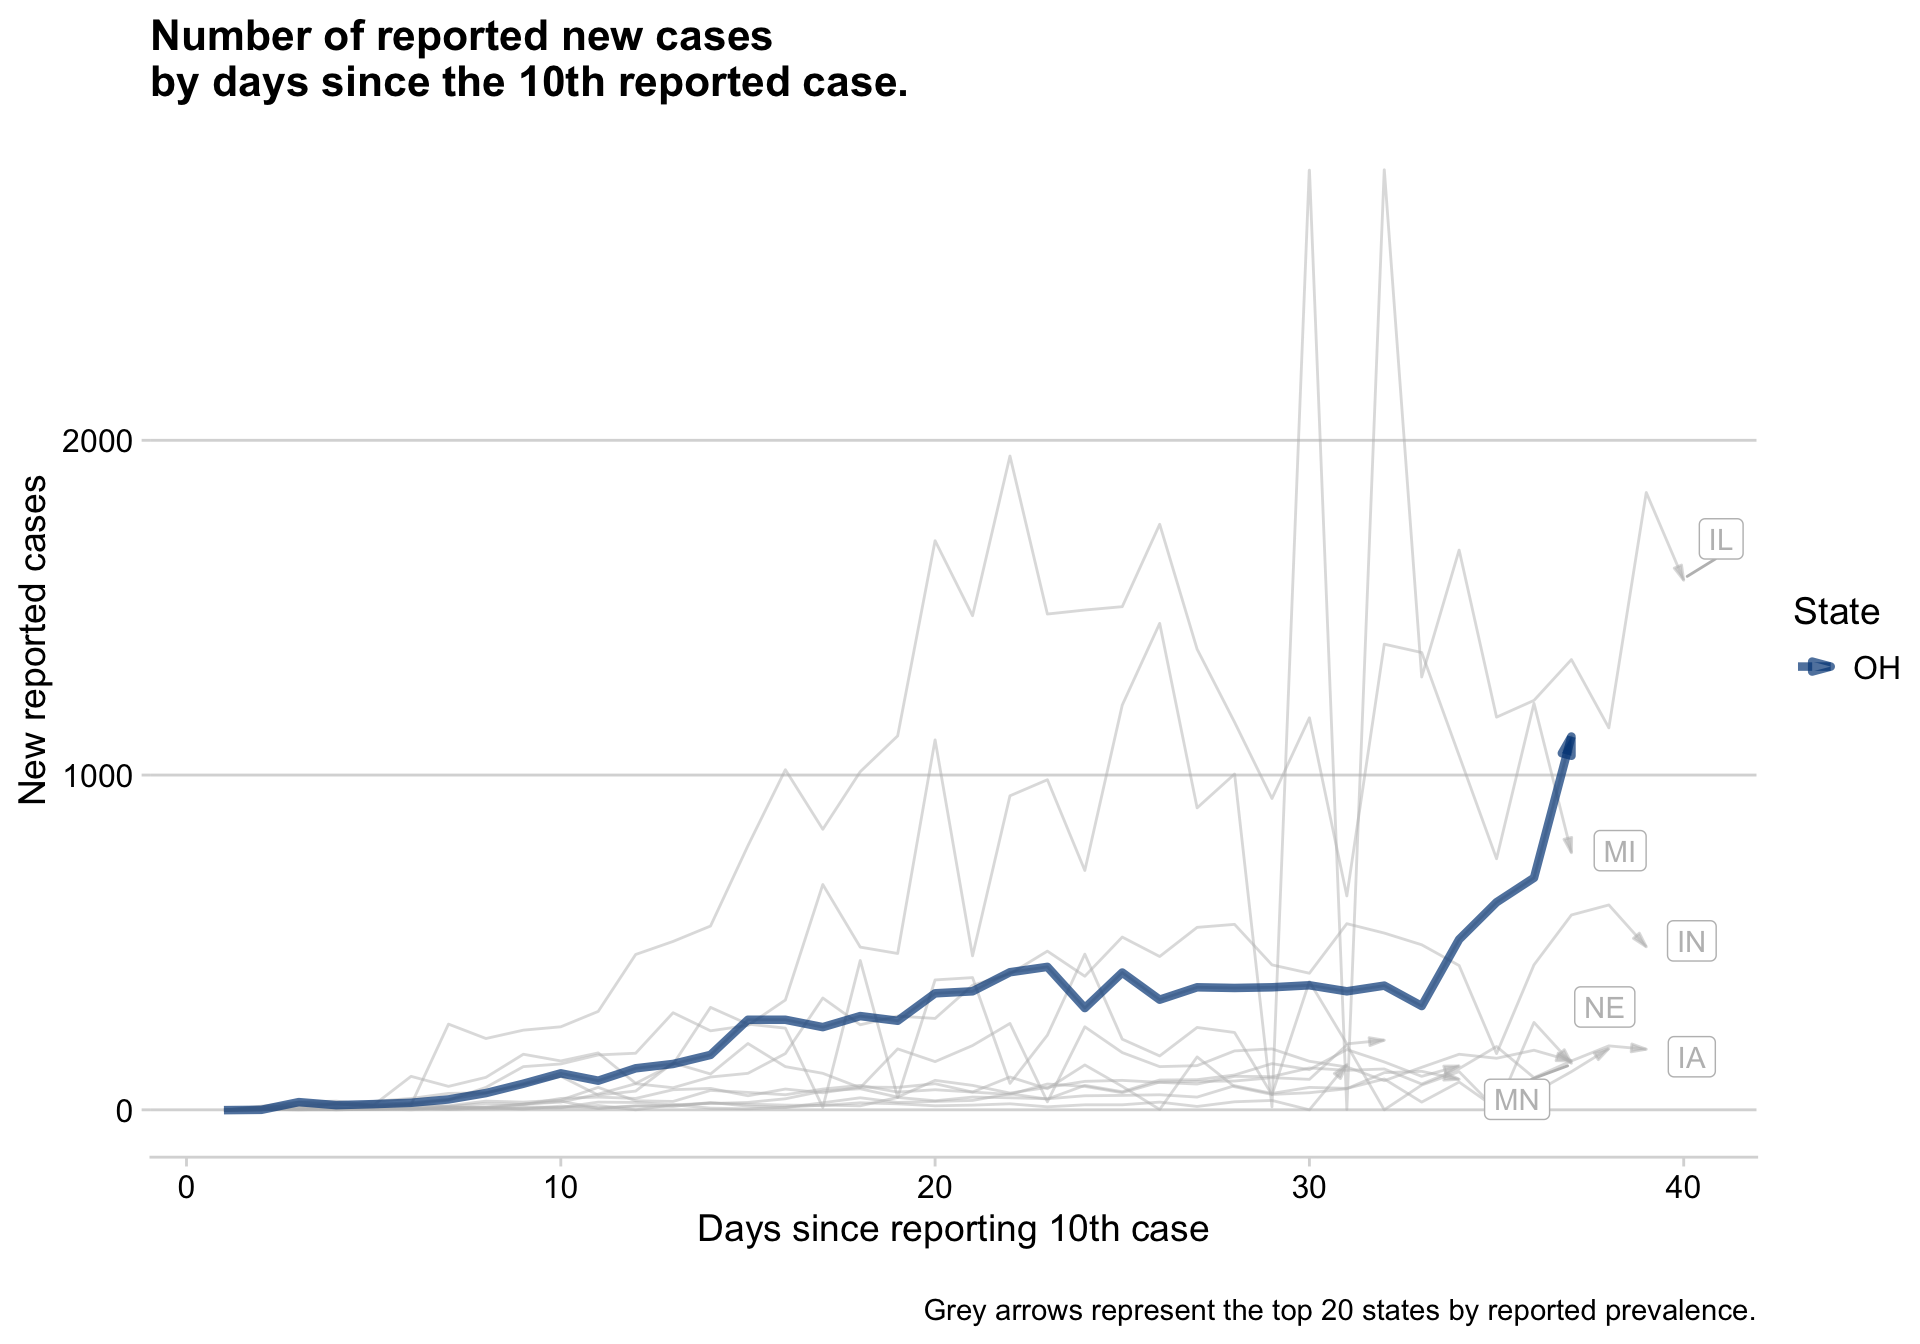 Number of reported new cases
by days since the 10th reported case.
New reported cases
2000
1000
0
IL
MI
IN
NE
IA
MN
State
OH
0 10 20 30 40
Days since reporting 10th case
Grey arrows represent the top 20 states by reported prevalence.